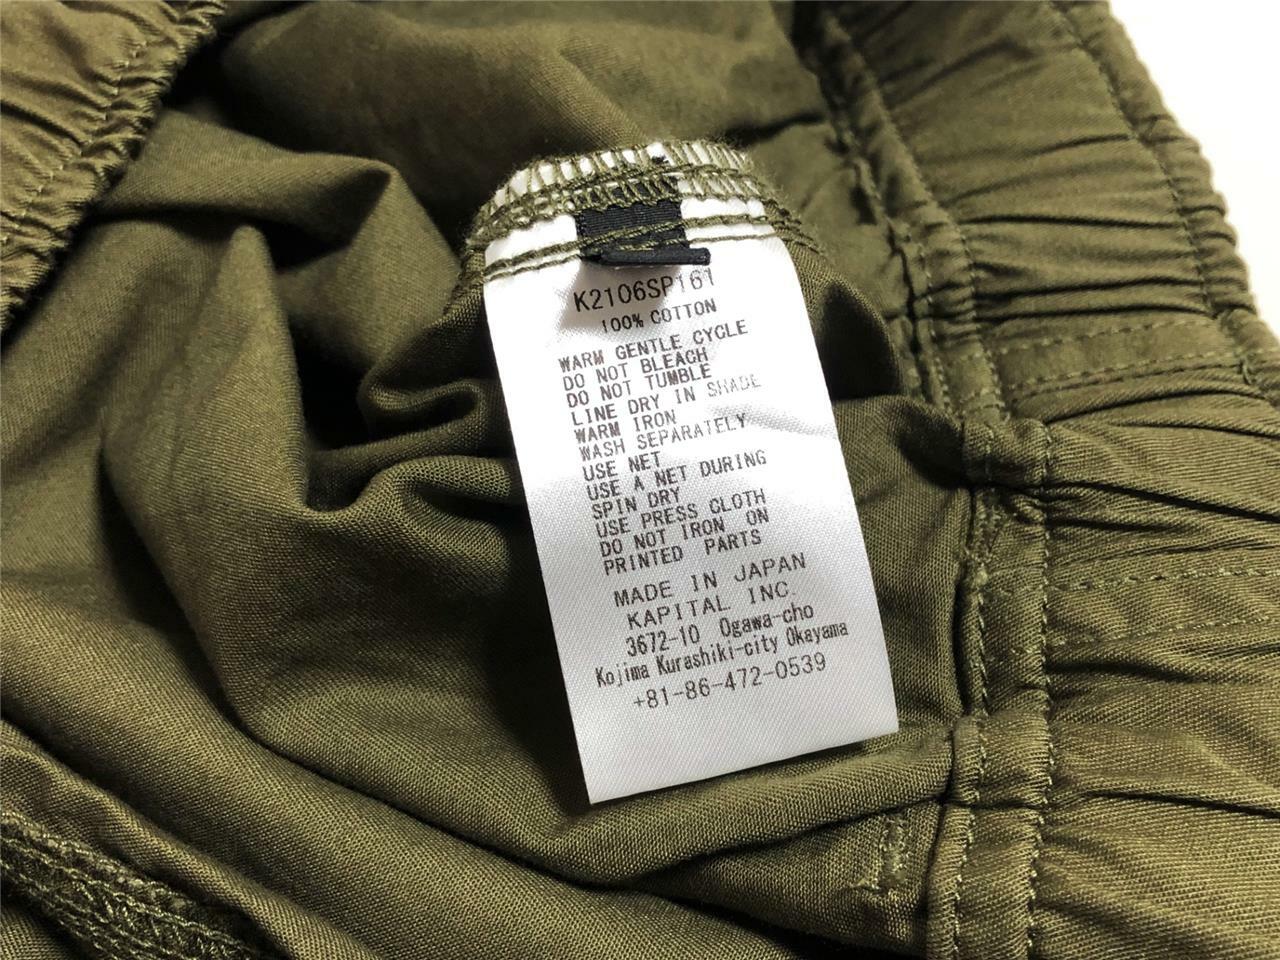 K2106SP161
100% COTTON
WARM GENTLE CYCLE
DO NOT BLEACH
DO NOT TUMBLE
LINE DRY IN SHADE
WARM IRON
WASH SEPARATELY
USE NET
USE A NET DURING
SPIN DRY
USE PRESS CLOTH
DO NOT IRON ON
PRINTED PARTS
MADE IN JAPAN
KAPITAL INC.
3672-10 Ogawa-cho
Kojima Kurashiki-city Okayama
+81-86-472-0539